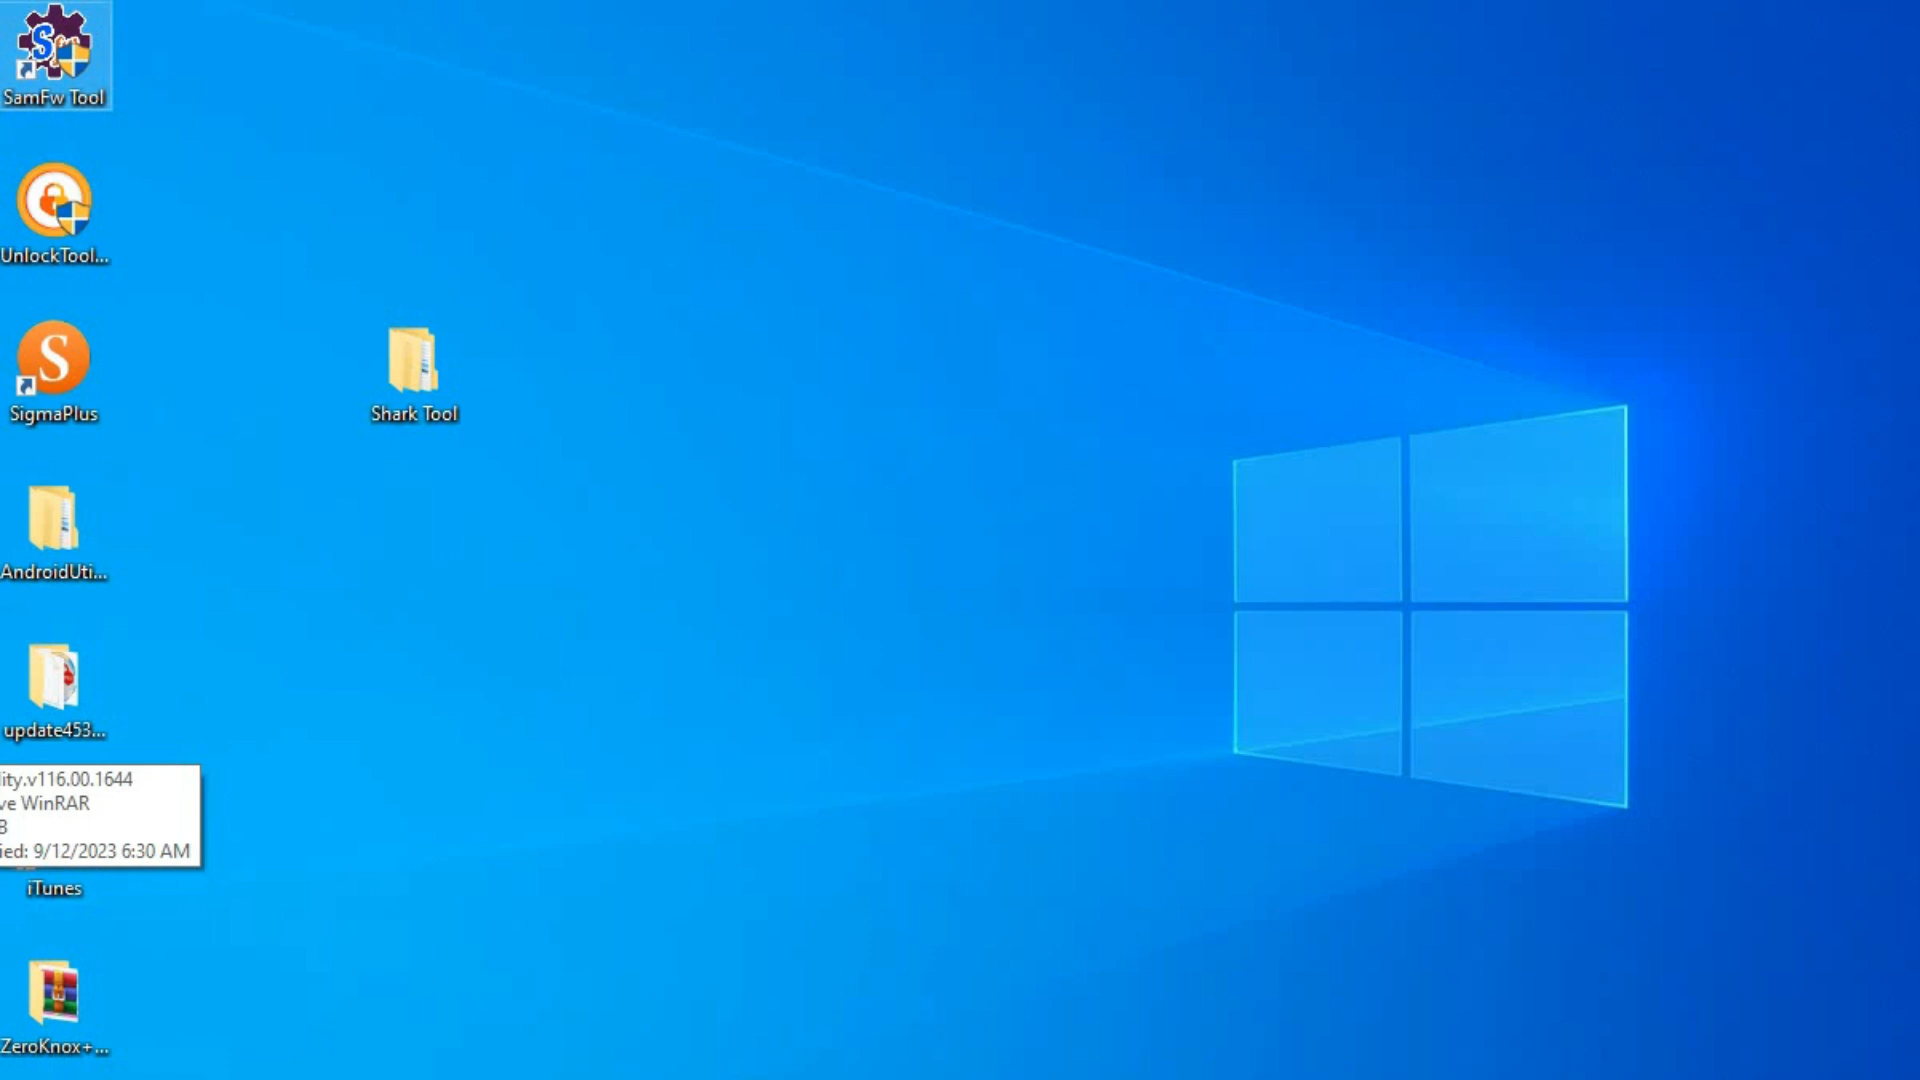 SamFw Tool
UnlockTool...
SigmaPlus
Shark Tool
AndroidUti...
update453...
lity.v116.00.1644
ve WinRAR
B
ied: 9/12/2023 6:30 AM
iTunes
ZeroKnox+...